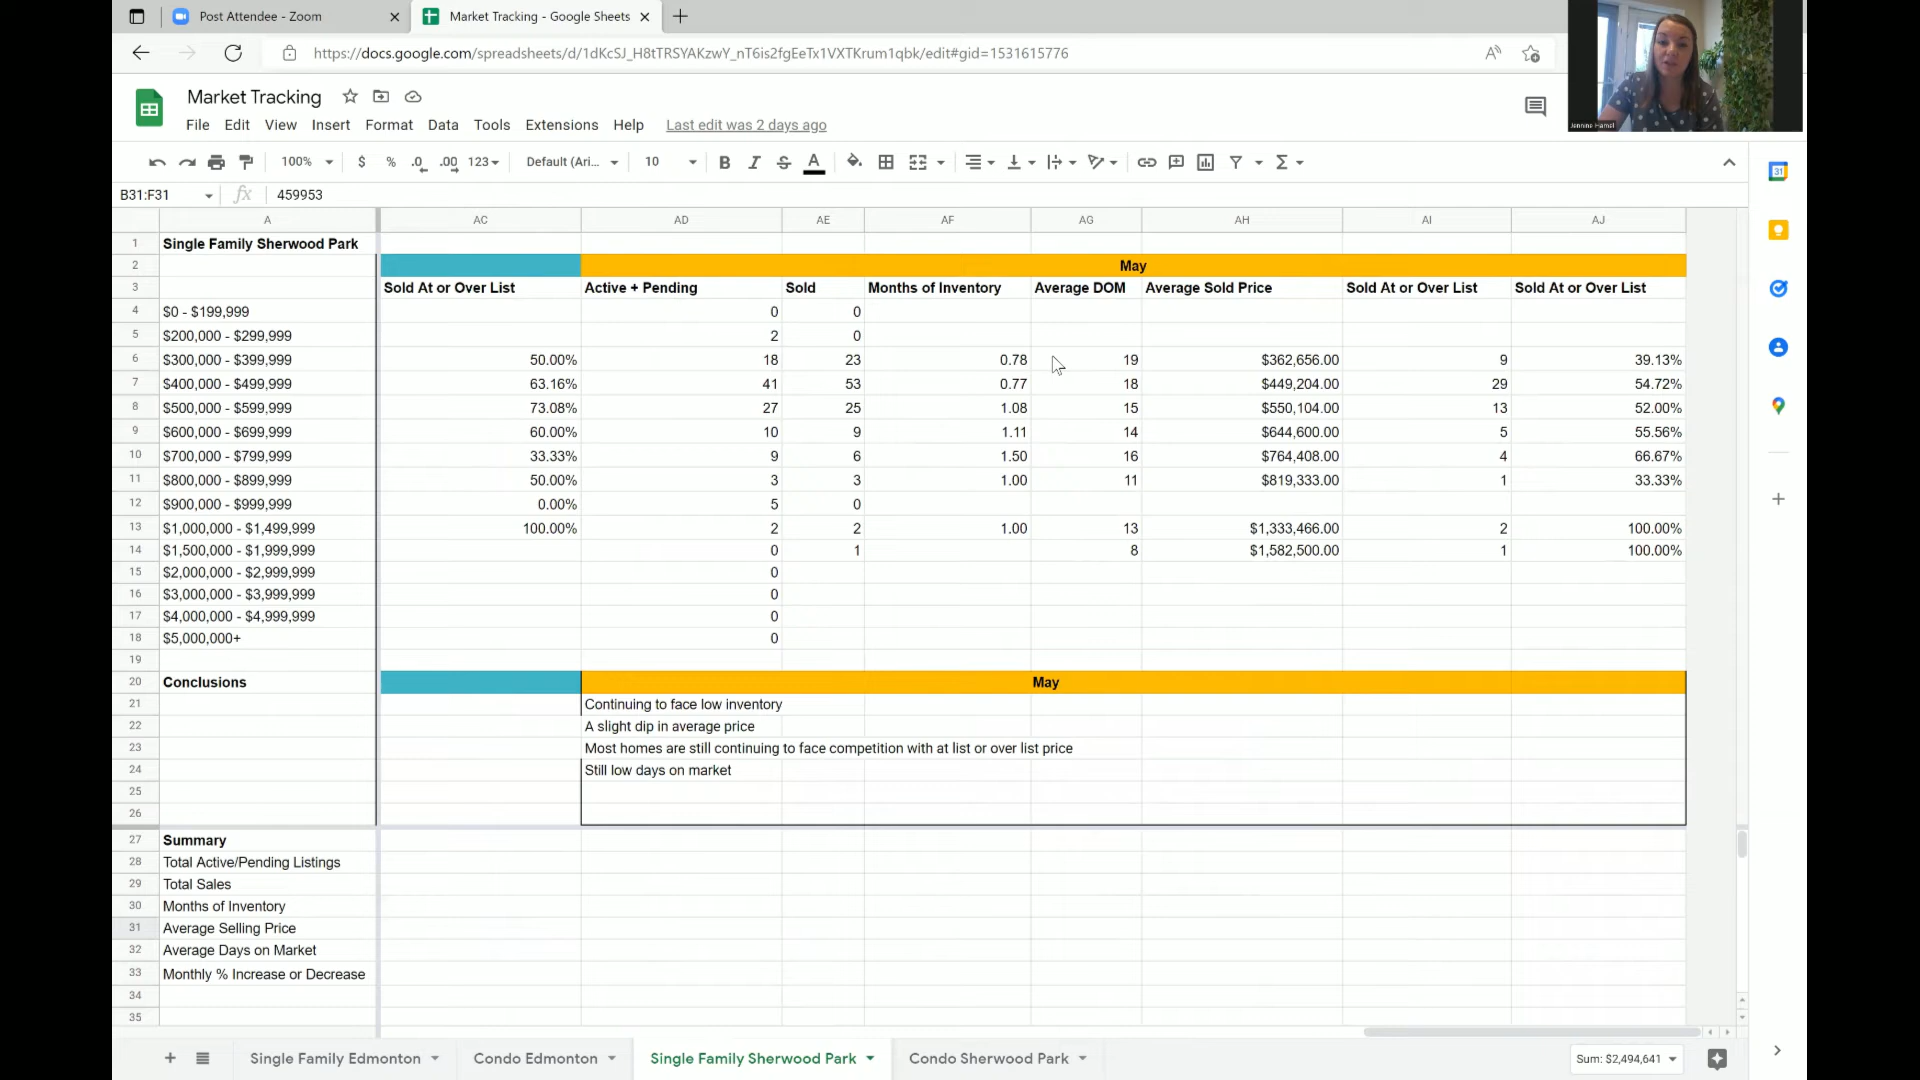 Post Attendee - Zoom
Market Tracking - Google Sheets
https://docs.google.com/spreadsheets/d/1dKcSJ_H8tTRSYAKzwY_nT6is2fgEeTx1VXTKrum1qbk/edit#gid=1531615776
Jennine Hamel
Market Tracking
File Edit View Insert Format Data Tools Extensions Help Last edit was 2 days ago
100% $ % .0 .00 123 Default (Ari... 10 B I S A
B31:F31 fx 459953
A AC AD AE AF AG AH AI AJ
1 Single Family Sherwood Park
2 May
3 Sold At or Over List Active + Pending Sold Months of Inventory Average DOM Average Sold Price Sold At or Over List Sold At or Over List
4 $0 - $199,999 0 0
5 $200,000 - $299,999 2 0
6 $300,000 - $399,999 50.00% 18 23 0.78 19 $362,656.00 9 39.13%
7 $400,000 - $499,999 63.16% 41 53 0.77 18 $449,204.00 29 54.72%
8 $500,000 - $599,999 73.08% 27 25 1.08 15 $550,104.00 13 52.00%
9 $600,000 - $699,999 60.00% 10 9 1.11 14 $644,600.00 5 55.56%
10 $700,000 - $799,999 33.33% 9 6 1.50 16 $764,408.00 4 66.67%
11 $800,000 - $899,999 50.00% 3 3 1.00 11 $819,333.00 1 33.33%
12 $900,000 - $999,999 0.00% 5 0
13 $1,000,000 - $1,499,999 100.00% 2 2 1.00 13 $1,333,466.00 2 100.00%
14 $1,500,000 - $1,999,999 0 1 8 $1,582,500.00 1 100.00%
15 $2,000,000 - $2,999,999 0
16 $3,000,000 - $3,999,999 0
17 $4,000,000 - $4,999,999 0
18 $5,000,000+ 0
19
20 Conclusions May
21 Continuing to face low inventory
22 A slight dip in average price
23 Most homes are still continuing to face competition with at list or over list price
24 Still low days on market
25
26
27 Summary
28 Total Active/Pending Listings
29 Total Sales
30 Months of Inventory
31 Average Selling Price
32 Average Days on Market
33 Monthly % Increase or Decrease
34
35
Single Family Edmonton Condo Edmonton Single Family Sherwood Park Condo Sherwood Park Sum: $2,494,641
31